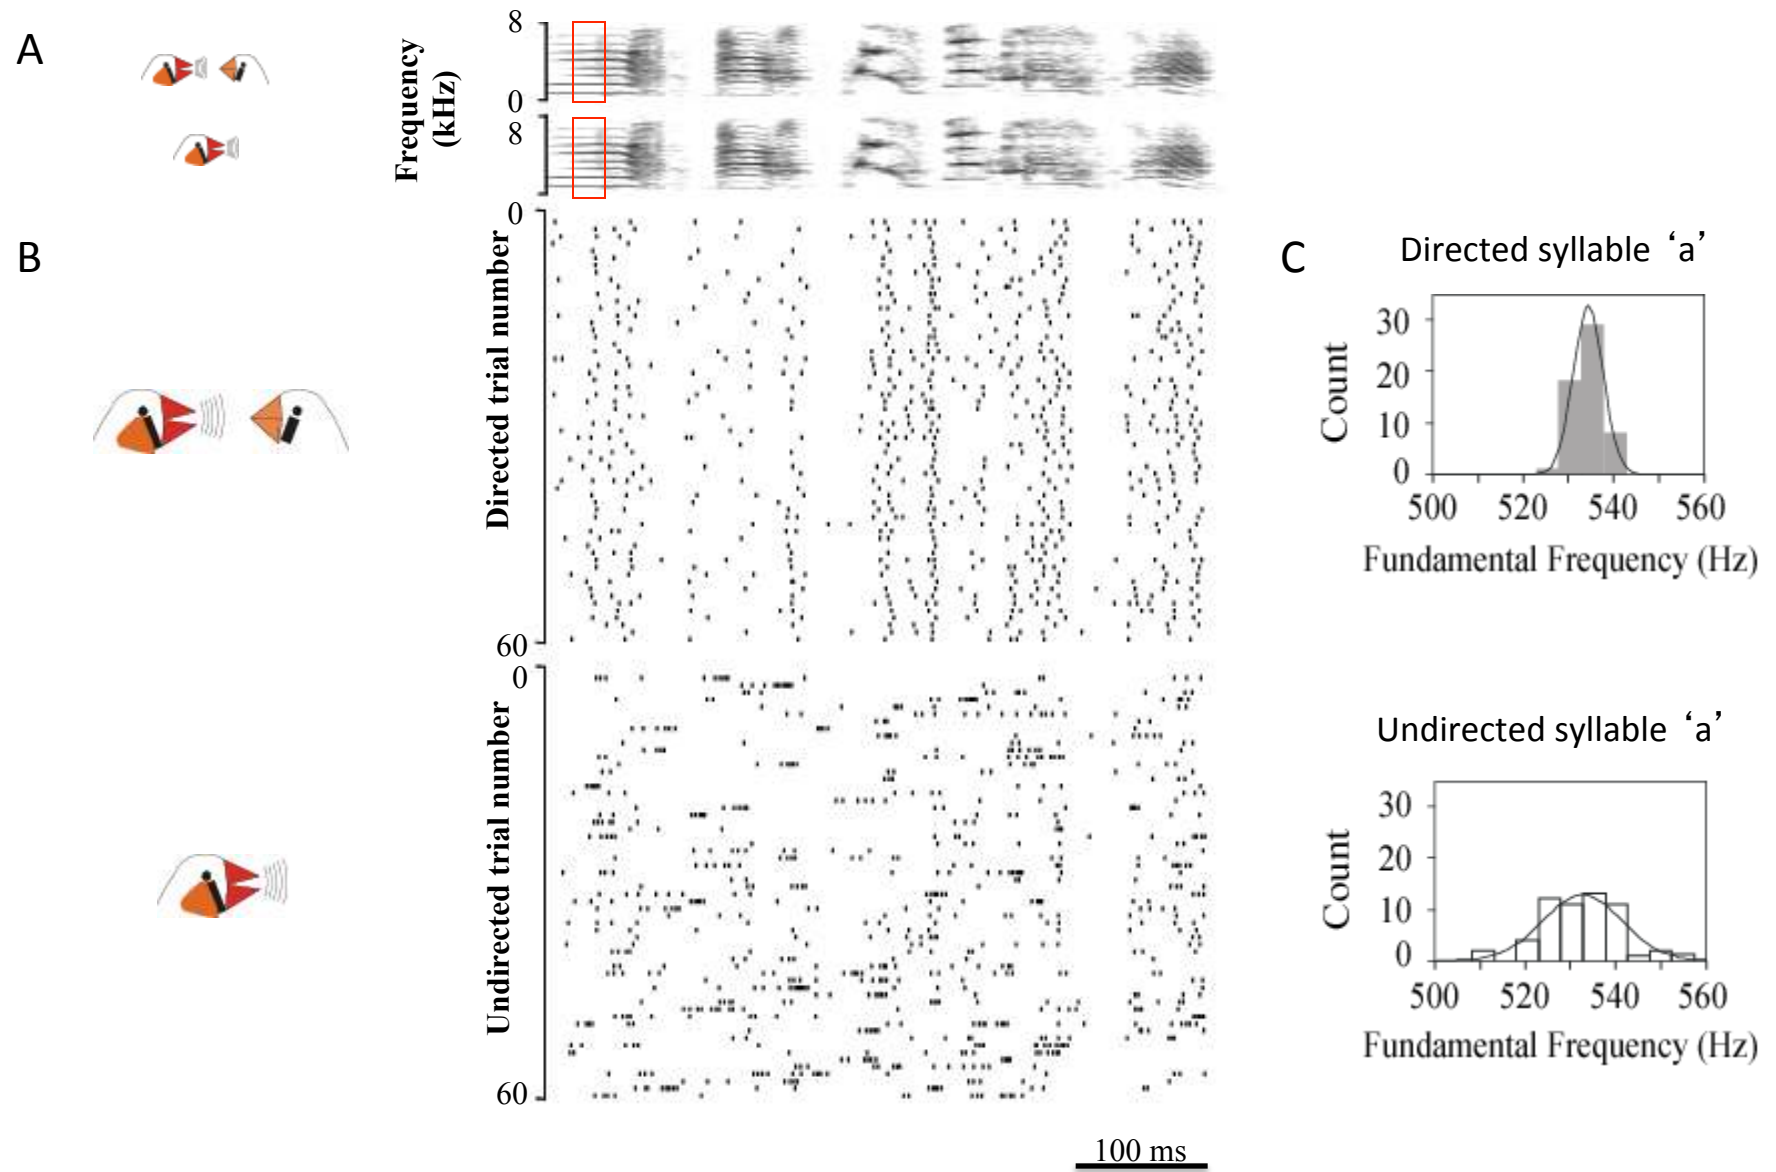 A
Frequency
(kHz)
8
0
8
0
B
Directed trial number
60
0
Undirected trial number
60
100 ms
C
Directed syllable ‘a’
Count
30
20
10
0
500 520 540 560
Fundamental Frequency (Hz)
Undirected syllable ‘a’
Count
30
20
10
0
500 520 540 560
Fundamental Frequency (Hz)